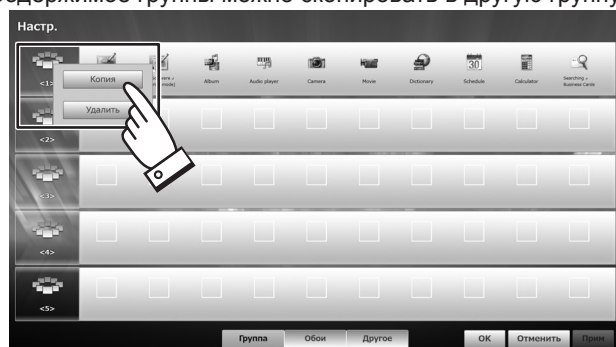 содержимое группы можно скопировать в другую группу
Настр.
Копия
Удалить
<1>
Album
Audio player
Camera
Movie
Dictionary
Schedule
Calculator
Searching
Business Cards
30
<2>
<3>
<4>
<5>
Группа
Обои
Другое
OK
Отменить
Прим